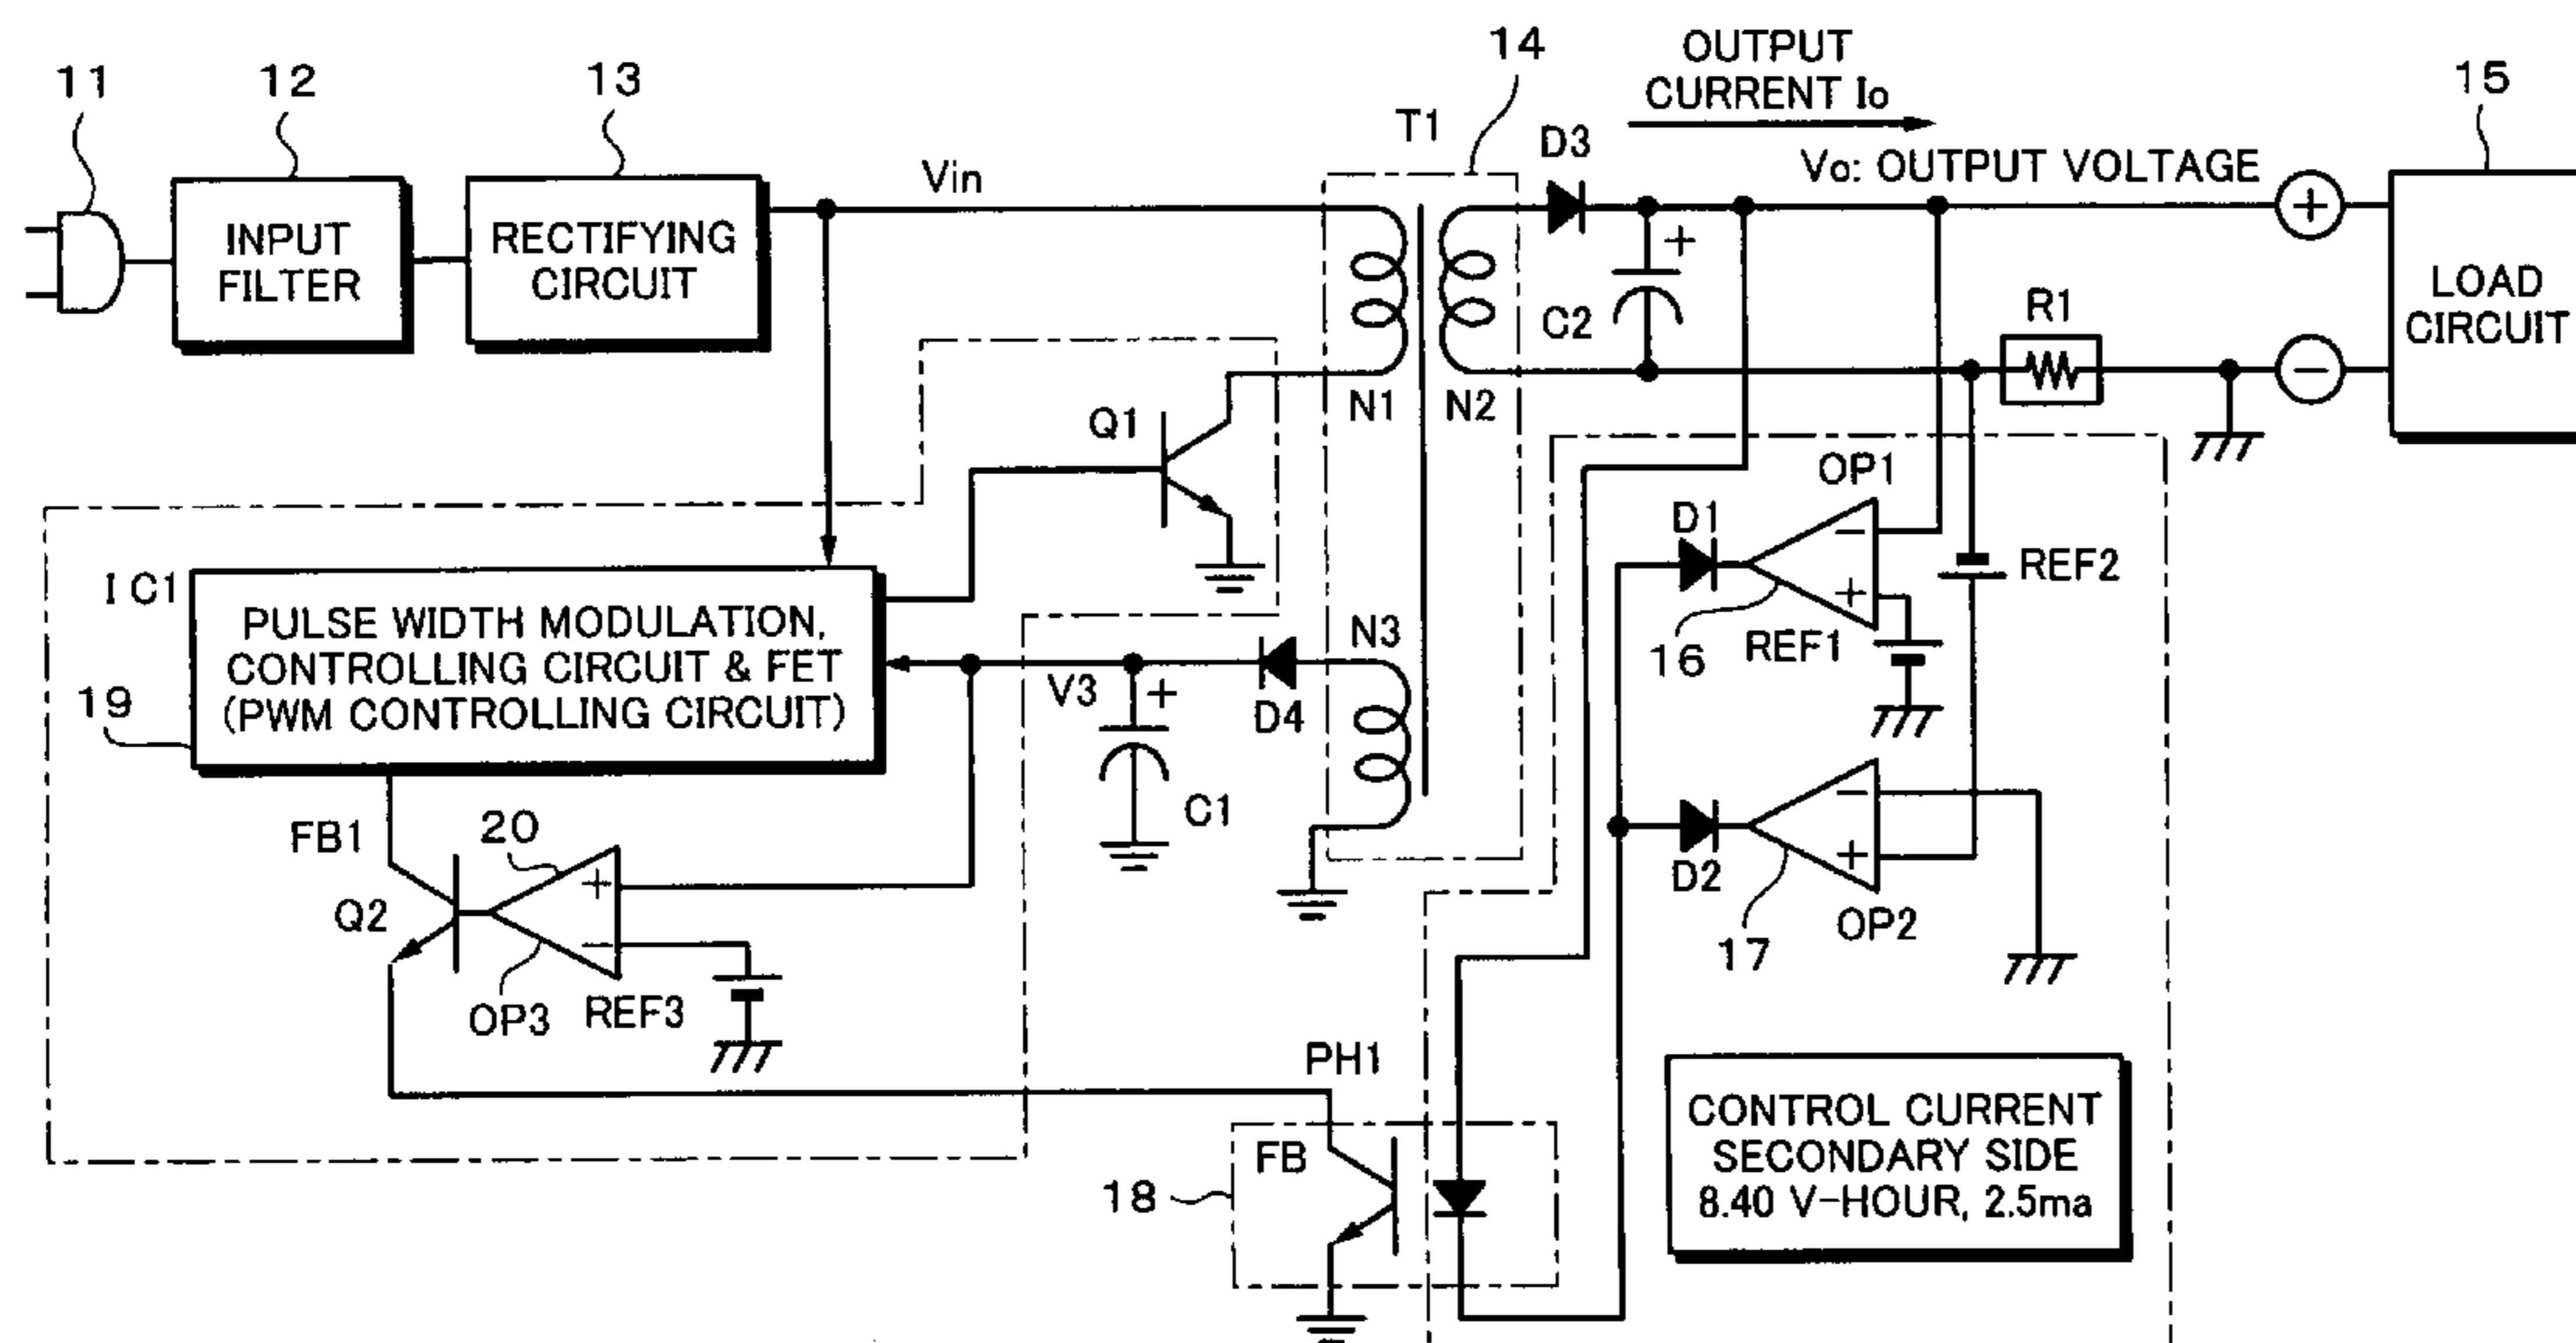 11
12
13
14
15
OUTPUT
CURRENT Io
T1
D3
Vin
Vo: OUTPUT VOLTAGE
+
INPUT
FILTER
RECTIFYING
CIRCUIT
+
C2
R1
LOAD
CIRCUIT
−
N1
N2
Q1
OP1
D1
−
REF2
+
I C1
PULSE WIDTH MODULATION,
CONTROLLING CIRCUIT & FET
(PWM CONTROLLING CIRCUIT)
N3
16
REF1
19
V3
+
D4
C1
−
+
FB1
20
+
D2
Q2
OP2
17
−
OP3
REF3
PH1
CONTROL CURRENT
SECONDARY SIDE
8.40 V-HOUR, 2.5ma
FB
18